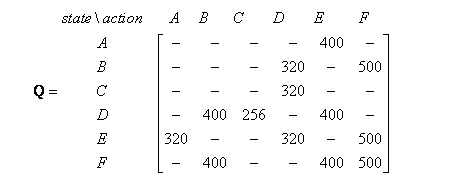 state \ action A B C D E F
A – – – – 400 –
B – – – 320 – 500
C – – – 320 – –
Q = D – 400 256 – 400 –
E 320 – – 320 – 500
F – 400 – – 400 500